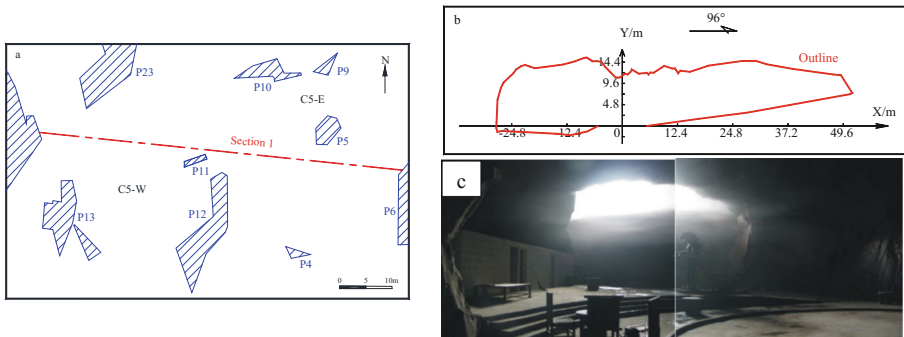 a
N
P23
P10
P9
C5-E
P5
Section 1
P11
C5-W
P13
P12
P6
P4
0 5 10m
b
96°
Y/m
14.4
9.6
4.8
Outline
X/m
-24.8 -12.4 0 12.4 24.8 37.2 49.6
c